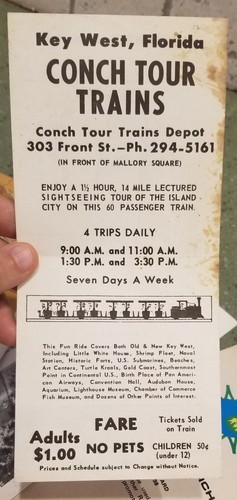 Key West, Florida
CONCH TOUR
TRAINS
Conch Tour Trains Depot
303 Front St.—Ph. 294-5161
(IN FRONT OF MALLORY SQUARE)
ENJOY A 1½ HOUR, 14 MILE LECTURED
SIGHTSEEING TOUR OF THE ISLAND
CITY ON THIS 60 PASSENGER TRAIN.
4 TRIPS DAILY
9:00 A.M. and 11:00 A.M.
1:30 P.M. and 3:30 P.M.
Seven Days A Week
This Fun Ride Covers Both Old & New Key West,
Including Little White House, Shrimp Fleet, Naval
Station, Historic Forts, U.S. Submarines, Beaches,
Art Centers, Turtle Kraals, Gold Coast, Southernmost
Point in Continental U.S., Birth Place of Pan Ameri-
can Airways, Convention Hall, Audubon House,
Aquarium, Lighthouse Museum, Chamber of Commerce
Fish Museum, and Dozens of Other Points of Interest.
FARE
Tickets Sold
on Train
Adults
$1.00
NO PETS
CHILDREN 50¢
(under 12)
Prices and Schedule subject to Change without Notice.